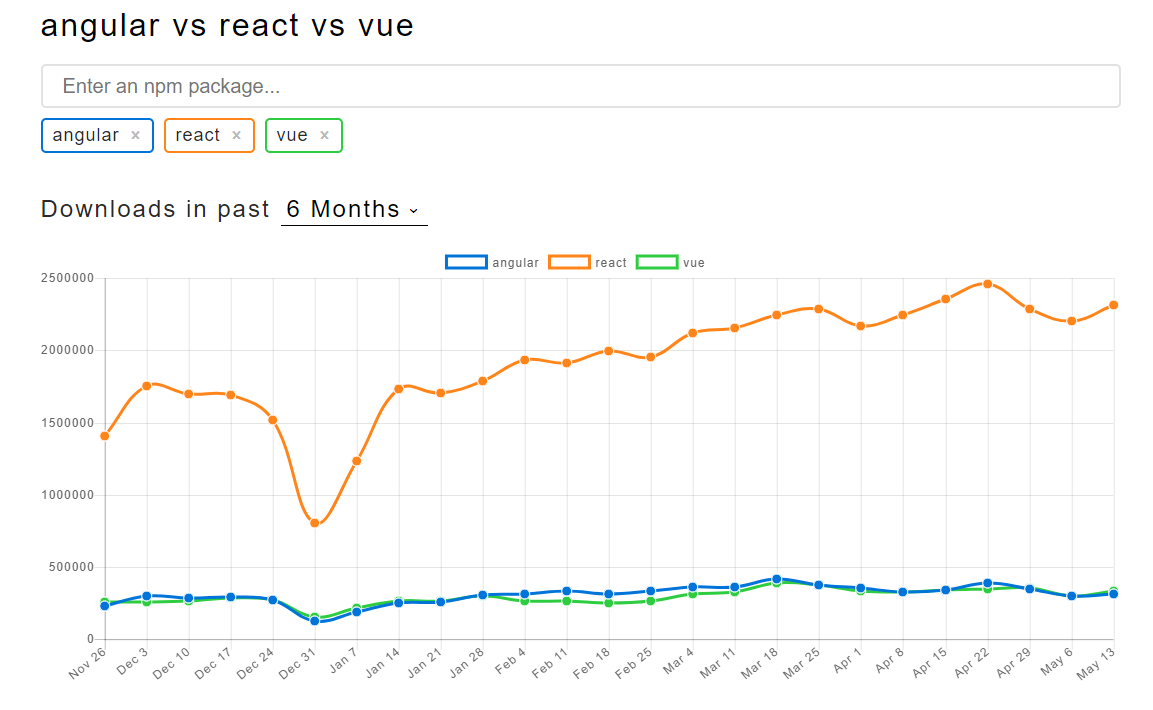 angular vs react vs vue
Enter an npm package...
angular × react × vue ×
Downloads in past 6 Months
angular react vue
2500000
2000000
1500000
1000000
500000
0
Nov 26 Dec 3 Dec 10 Dec 17 Dec 24 Dec 31 Jan 7 Jan 14 Jan 21 Jan 28 Feb 4 Feb 11 Feb 18 Feb 25 Mar 4 Mar 11 Mar 18 Mar 25 Apr 1 Apr 8 Apr 15 Apr 22 Apr 29 May 6 May 13